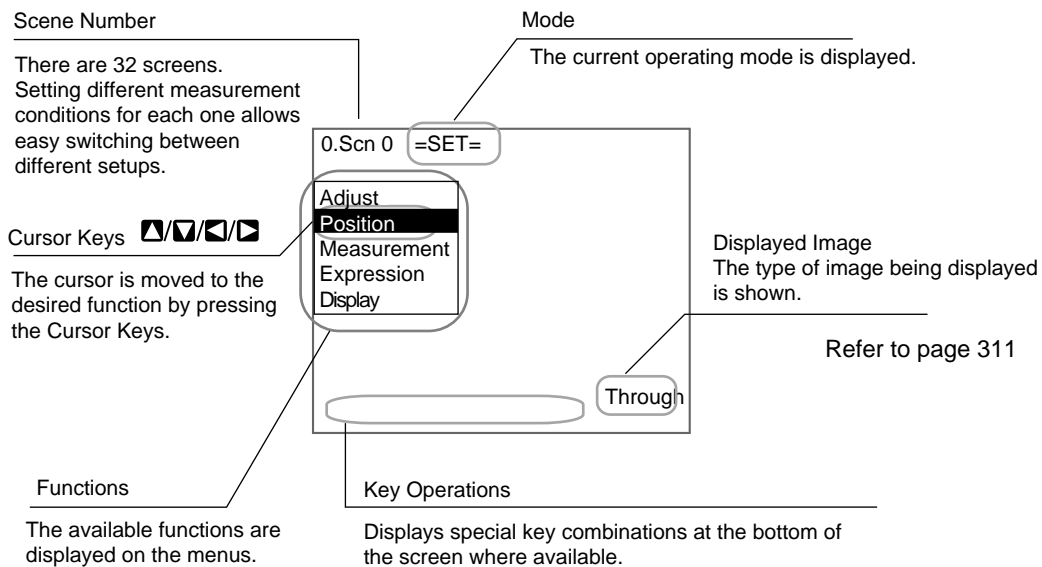 Scene Number
There are 32 screens.
Setting different measurement
conditions for each one allows
easy switching between
different setups.
Mode
The current operating mode is displayed.
0.Scn 0 =SET=
Adjust
Position
Measurement
Expression
Display
Cursor Keys ▲/▼/◀/▶
The cursor is moved to the
desired function by pressing
the Cursor Keys.
Displayed Image
The type of image being displayed
is shown.
Refer to page 311
Through
Functions
The available functions are
displayed on the menus.
Key Operations
Displays special key combinations at the bottom of
the screen where available.